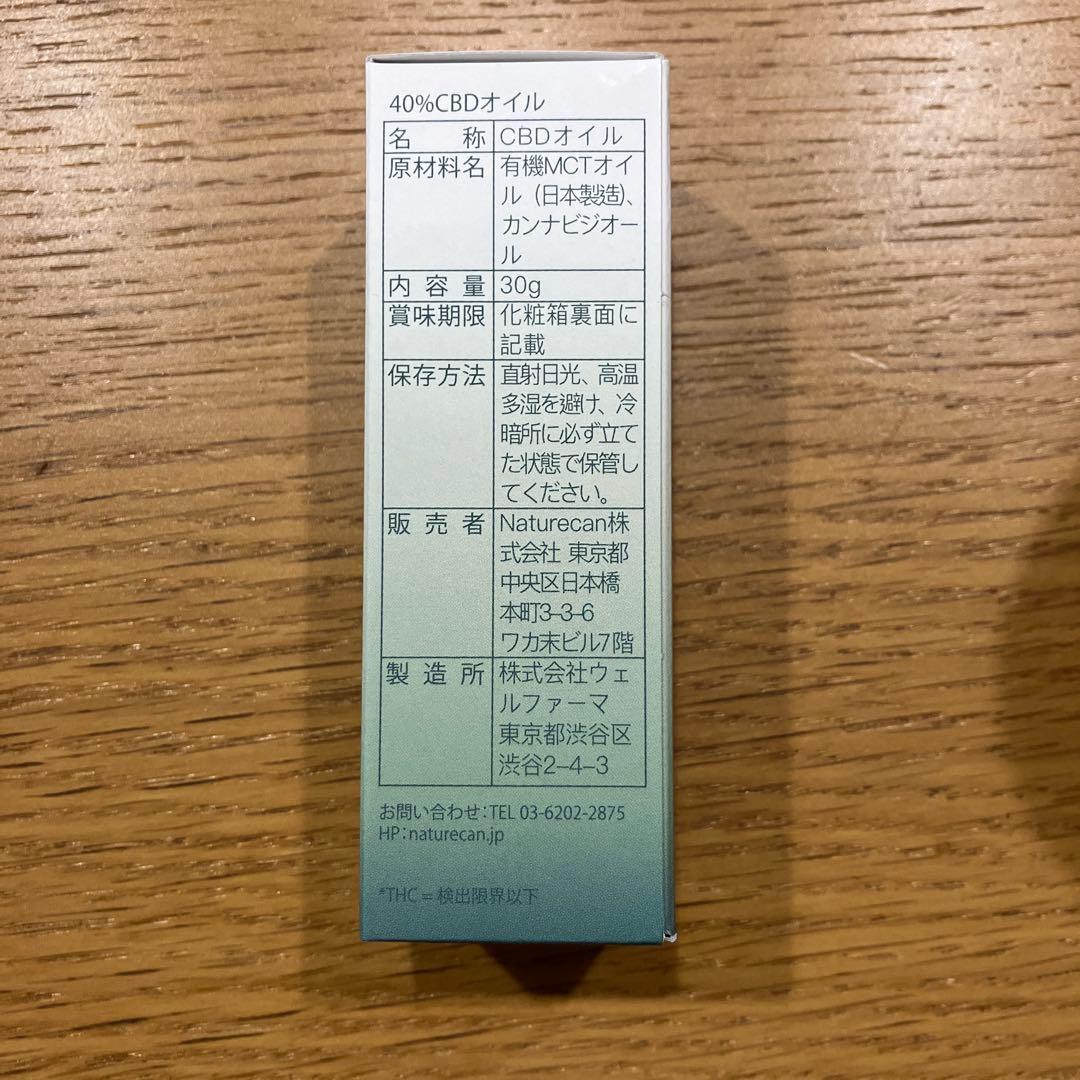 40%CBDオイル
名称 CBDオイル
原材料名 有機MCTオイ
ル（日本製造）、
カンナビジオー
ル
内容量 30g
賞味期限 化粧箱裏面に
記載
保存方法 直射日光、高温
多湿を避け、冷
暗所に必ず立て
た状態で保管し
てください。
販売者 Naturecan株
式会社 東京都
中央区日本橋
本町3-3-6
ワカ末ビル7階
製造所 株式会社ウェ
ルファーマ
東京都渋谷区
渋谷2-4-3
お問い合わせ：TEL 03-6202-2875
HP：naturecan.jp
*THC = 検出限界以下